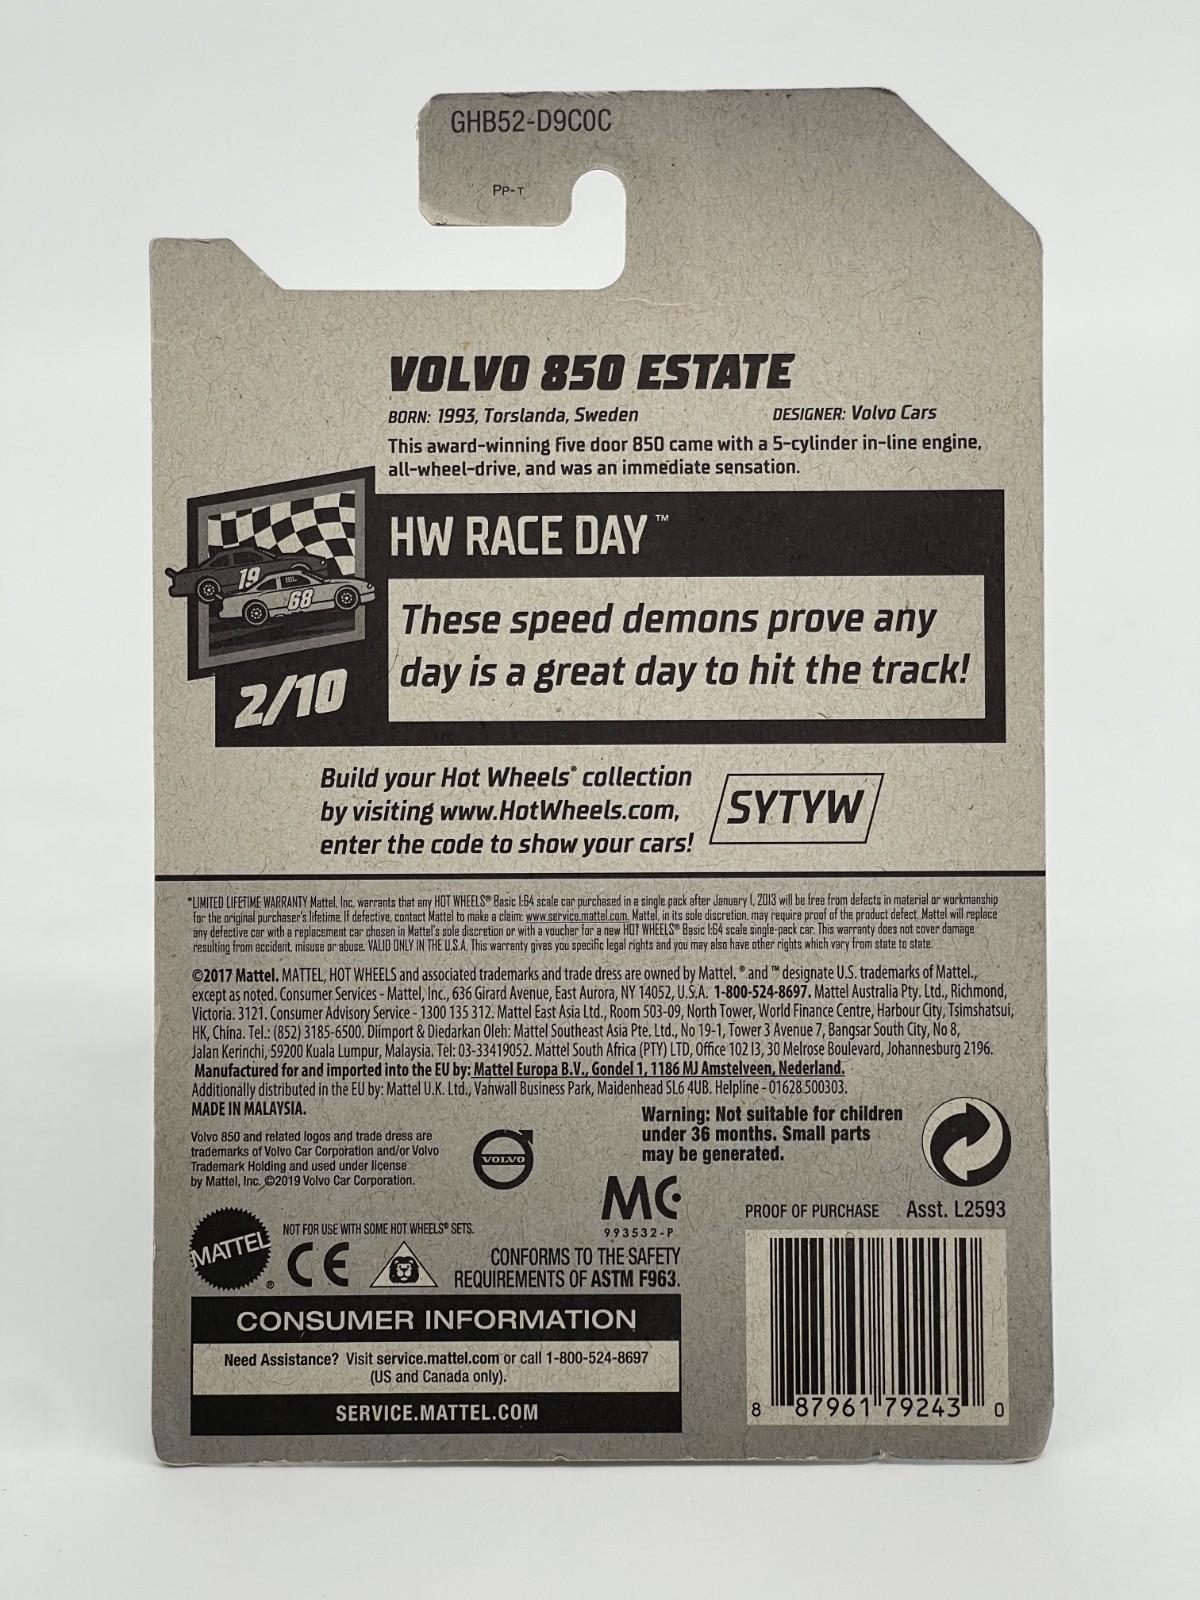 GHB52-D9C0C
PP-T
VOLVO 850 ESTATE
BORN: 1993, Torslanda, Sweden DESIGNER: Volvo Cars
This award-winning five door 850 came with a 5-cylinder in-line engine,
all-wheel-drive, and was an immediate sensation.
HW RACE DAY™
19
68
2/10
These speed demons prove any
day is a great day to hit the track!
Build your Hot Wheels® collection
by visiting www.HotWheels.com,
enter the code to show your cars!
SYTYW
*LIMITED LIFETIME WARRANTY Mattel, Inc. warrants that any HOT WHEELS® Basic 1:64 scale car purchased in a single pack after January 1, 2013 will be free from defects in material or workmanship
for the original purchaser's lifetime. If defective, contact Mattel to make a claim: www.service.mattel.com. Mattel, in its sole discretion, may require proof of the product defect. Mattel will replace
any defective car with a replacement car chosen in Mattel's sole discretion or with a voucher for a new HOT WHEELS® Basic 1:64 scale single-pack car. This warranty does not cover damage
resulting from accident, misuse or abuse. VALID ONLY IN THE U.S.A. This warranty gives you specific legal rights and you may also have other rights which vary from state to state.
©2017 Mattel. MATTEL, HOT WHEELS and associated trademarks and trade dress are owned by Mattel. ® and ™ designate U.S. trademarks of Mattel.,
except as noted. Consumer Services - Mattel, Inc., 636 Girard Avenue, East Aurora, NY 14052, U.S.A. 1-800-524-8697. Mattel Australia Pty. Ltd., Richmond,
Victoria. 3121. Consumer Advisory Service - 1300 135 312. Mattel East Asia Ltd., Room 503-09, North Tower, World Finance Centre, Harbour City, Tsimshatsui,
HK, China. Tel.: (852) 3185-6500. Diimport & Diedarkan Oleh: Mattel Southeast Asia Pte. Ltd., No 19-1, Tower 3 Avenue 7, Bangsar South City, No 8,
Jalan Kerinchi, 59200 Kuala Lumpur, Malaysia. Tel: 03-33419052. Mattel South Africa (PTY) LTD, Office 102 I3, 30 Melrose Boulevard, Johannesburg 2196.
Manufactured for and imported into the EU by: Mattel Europa B.V., Gondel 1, 1186 MJ Amstelveen, Nederland.
Additionally distributed in the EU by: Mattel U.K. Ltd., Vanwall Business Park, Maidenhead SL6 4UB. Helpline - 01628 500303.
MADE IN MALAYSIA.
Volvo 850 and related logos and trade dress are
trademarks of Volvo Car Corporation and/or Volvo
Trademark Holding and used under license
by Mattel, Inc. ©2019 Volvo Car Corporation.
VOLVO
Warning: Not suitable for children
under 36 months. Small parts
may be generated.
MC
993532-P
PROOF OF PURCHASE Asst. L2593
MATTEL®
NOT FOR USE WITH SOME HOT WHEELS® SETS.
CE
CONFORMS TO THE SAFETY
REQUIREMENTS OF ASTM F963.
CONSUMER INFORMATION
Need Assistance? Visit service.mattel.com or call 1-800-524-8697
(US and Canada only).
SERVICE.MATTEL.COM
8 87961 79243 0